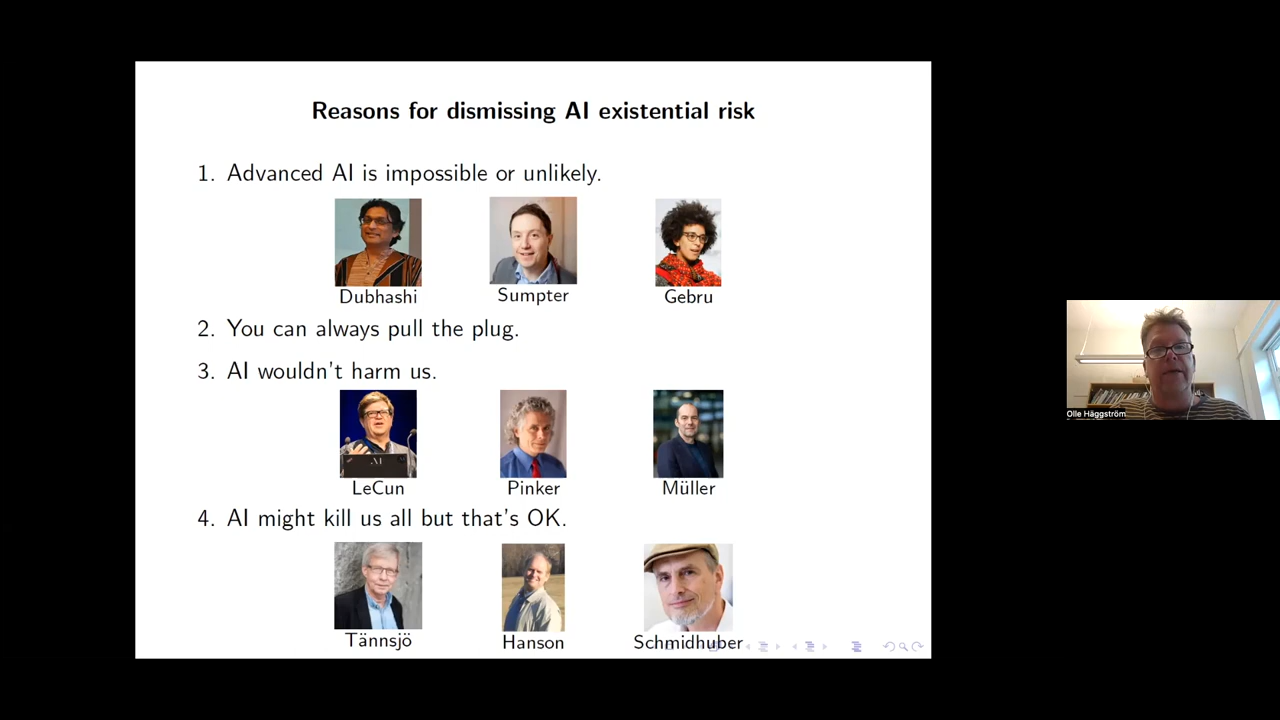 Reasons for dismissing AI existential risk
1. Advanced AI is impossible or unlikely.
Dubhashi Sumpter Gebru
2. You can always pull the plug.
3. AI wouldn't harm us.
AI
LeCun Pinker Müller
4. AI might kill us all but that's OK.
Tännsjö Hanson Schmidhuber
Olle Häggström